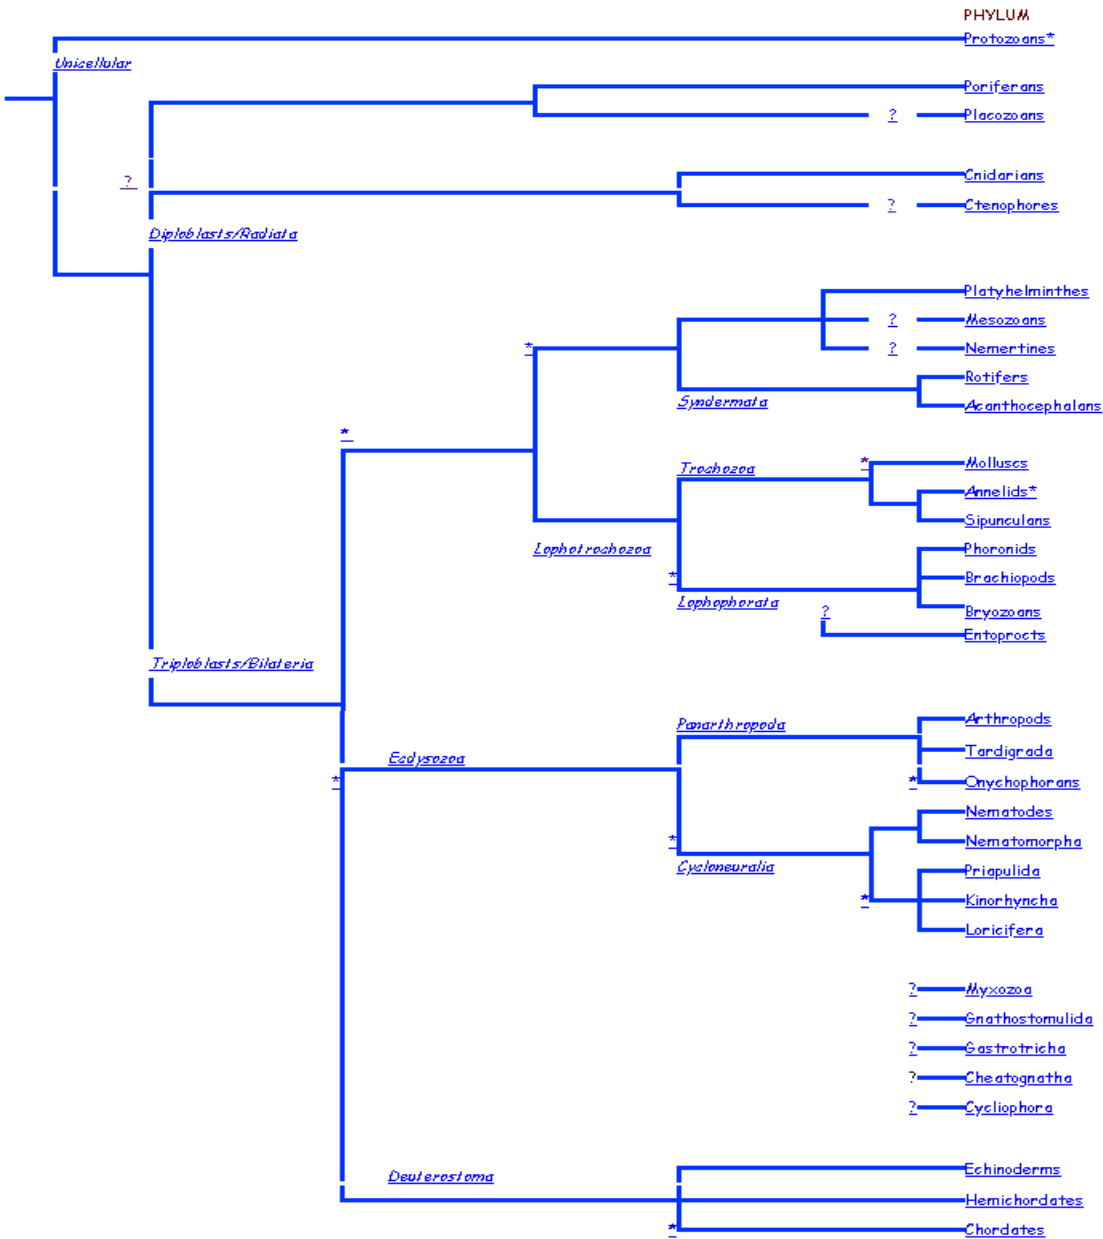 PHYLUM
Protozoans*
Unicellular
Poriferans
? Placozoans
Cnidarians
?
? Ctenophores
Diploblasts/Radiata
Platyhelminthes
? Mesozoans
* ? Nemertines
Rotifers
Syndermata Acanthocephalans
*
Trochozoa * Molluscs
Annelids*
Sipunculans
Lophotrochozoa Phoronids
* Brachiopods
Lophophorata
? Bryozoans
Entoprocts
Triploblasts/Bilateria
Panarthropoda Arthropods
Ecdysozoa Tardigrada
* * Onychophorans
Nematodes
* Nematomorpha
Cycloneuralia Priapulida
* Kinorhyncha
Loricifera
? Myxozoa
? Gnathostomulida
? Gastrotricha
? Cheatognatha
? Cycliophora
Deuterostoma Echinoderms
Hemichordates
* Chordates